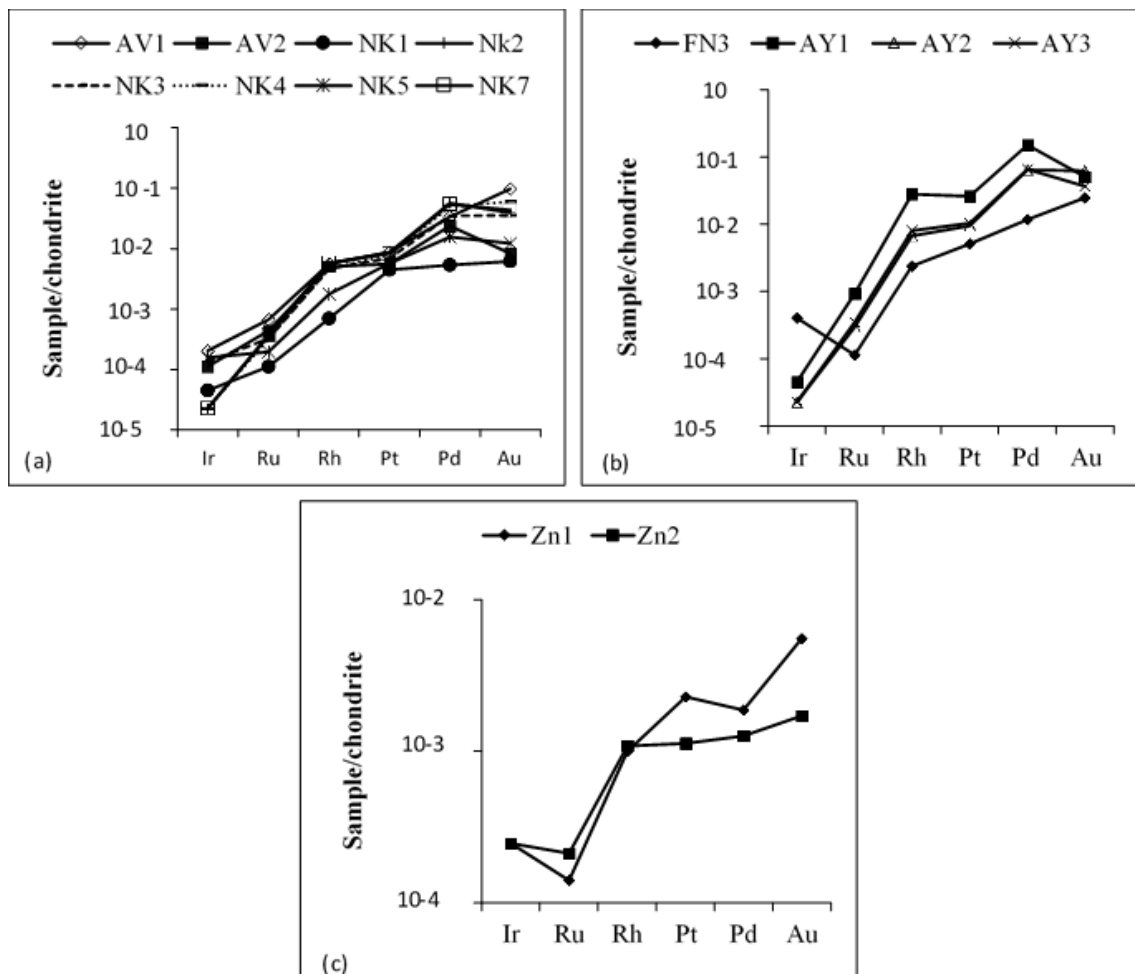 AV1 AV2 NK1 Nk2
NK3 NK4 NK5 NK7
Sample/chondrite
10
10 -1
10 -2
10 -3
10 -4
10 -5
Ir Ru Rh Pt Pd Au
(a)
FN3 AY1 AY2 AY3
Sample/chondrite
10
10 -1
10 -2
10 -3
10 -4
10 -5
Ir Ru Rh Pt Pd Au
(b)
Zn1 Zn2
Sample/chondrite
10-2
10-3
10-4
Ir Ru Rh Pt Pd Au
(c)